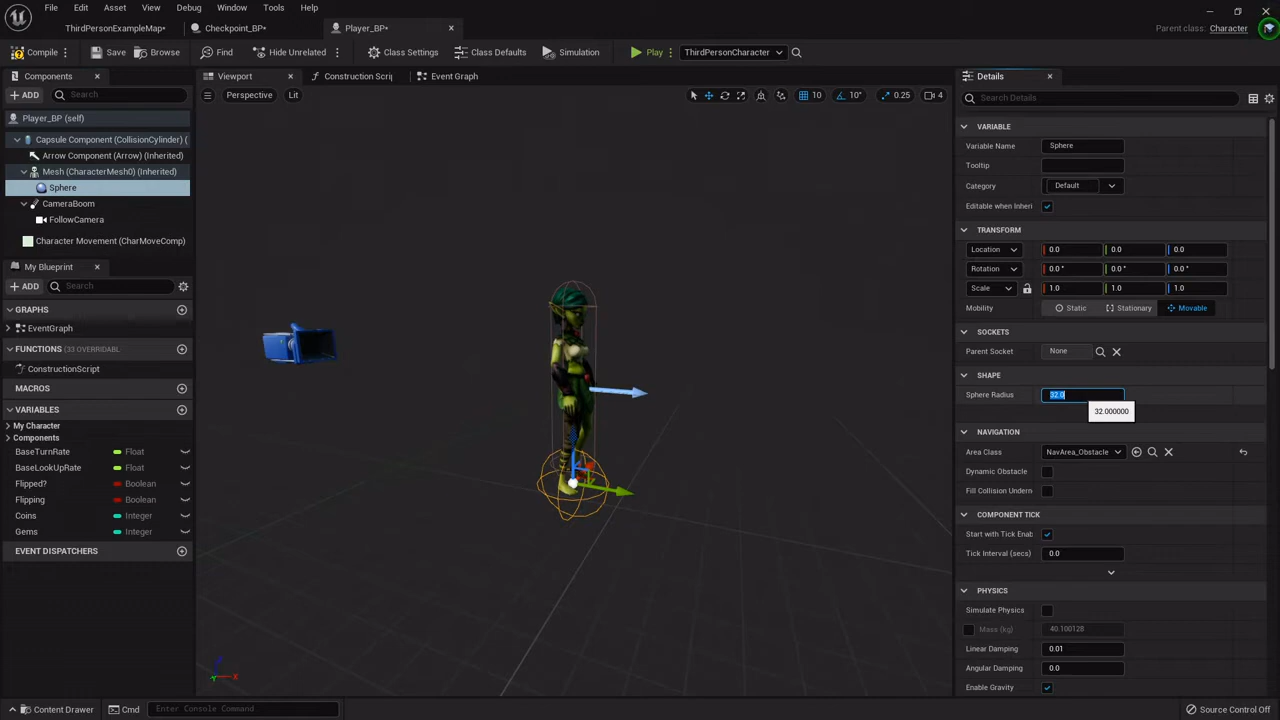 File Edit Asset View Debug Window Tools Help
ThirdPersonExampleMap* Checkpoint_BP* Player_BP* Parent class: Character
Compile Save Browse Find Hide Unrelated Class Settings Class Defaults Simulation Play ThirdPersonCharacter
Components Viewport Construction Scrip Event Graph Details
ADD Search Perspective Lit 10 10° 0.25 4 Search Details
Player_BP (self)
Capsule Component (CollisionCylinder) (
Arrow Component (Arrow) (Inherited)
Mesh (CharacterMesh0) (Inherited)
Sphere
CameraBoom
FollowCamera
Character Movement (CharMoveComp)
My Blueprint
ADD Search
GRAPHS
EventGraph
FUNCTIONS (33 OVERRIDABL
ConstructionScript
MACROS
VARIABLES
My Character
Components
BaseTurnRate Float
BaseLookUpRate Float
Flipped? Boolean
Flipping Boolean
Coins Integer
Gems Integer
EVENT DISPATCHERS
Z
Y X
VARIABLE
Variable Name Sphere
Tooltip
Category Default
Editable when Inheri
TRANSFORM
Location 0.0 0.0 0.0
Rotation 0.0 ° 0.0 ° 0.0 °
Scale 1.0 1.0 1.0
Mobility Static Stationary Movable
SOCKETS
Parent Socket None
SHAPE
Sphere Radius 32.0
32.000000
NAVIGATION
Area Class NavArea_Obstacle
Dynamic Obstacle
Fill Collision Undern
COMPONENT TICK
Start with Tick Enab
Tick Interval (secs) 0.0
PHYSICS
Simulate Physics
Mass (kg) 40.100128
Linear Damping 0.01
Angular Damping 0.0
Enable Gravity
Content Drawer Cmd Enter Console Command Source Control Off